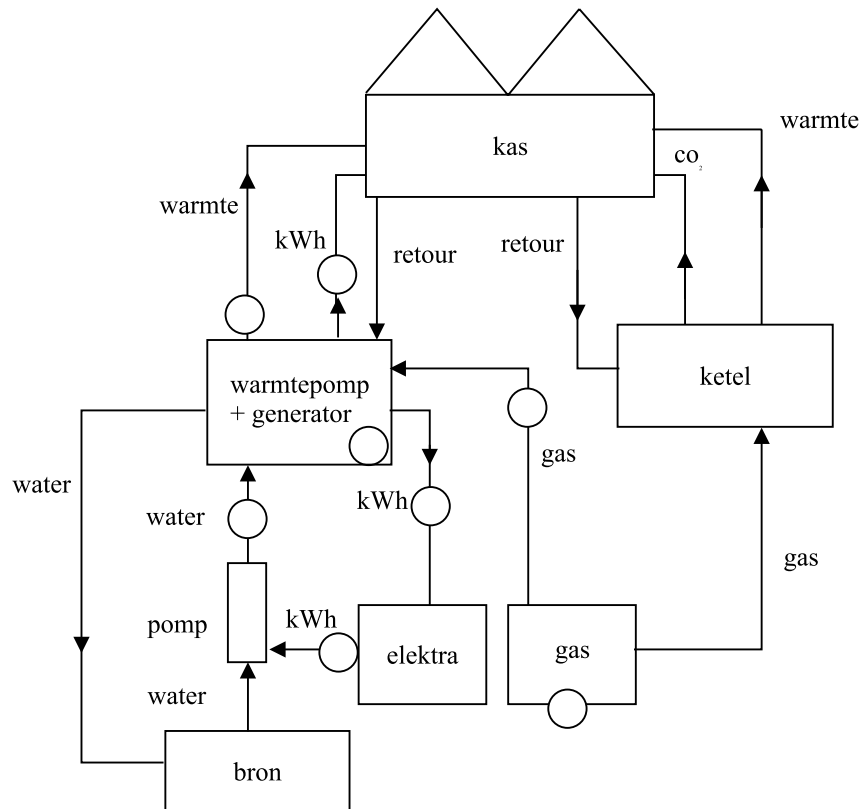 kas
warmte
co₂
warmte
kWh
retour
retour
warmtepomp
+ generator
ketel
gas
water
kWh
water
gas
kWh
pomp
elektra
gas
water
bron